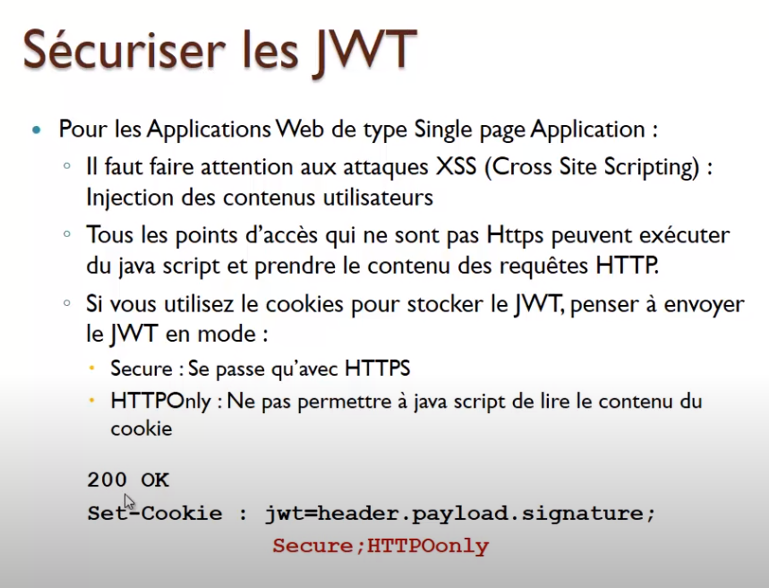 Sécuriser les JWT
• Pour les Applications Web de type Single page Application :
◦ Il faut faire attention aux attaques XSS (Cross Site Scripting) :
Injection des contenus utilisateurs
◦ Tous les points d'accès qui ne sont pas Https peuvent exécuter
du java script et prendre le contenu des requêtes HTTP.
◦ Si vous utilisez le cookies pour stocker le JWT, penser à envoyer
le JWT en mode :
• Secure : Se passe qu'avec HTTPS
• HTTPOnly : Ne pas permettre à java script de lire le contenu du
cookie
200 OK
Set-Cookie : jwt=header.payload.signature;
Secure;HTTPOonly